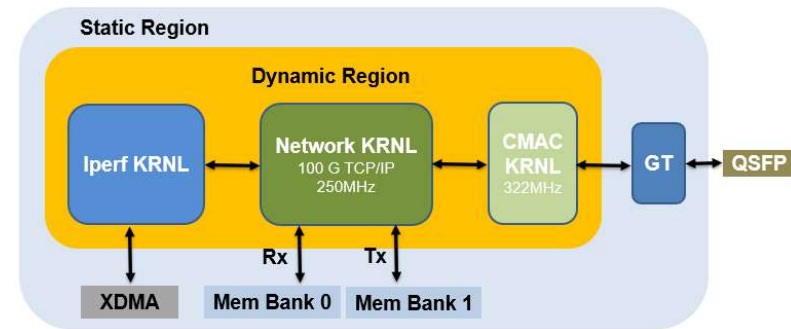 Static Region
Dynamic Region
Iperf KRNL
Network KRNL
100 G TCP/IP
250MHz
CMAC
KRNL
322MHz
GT
QSFP
Rx
Tx
XDMA
Mem Bank 0
Mem Bank 1